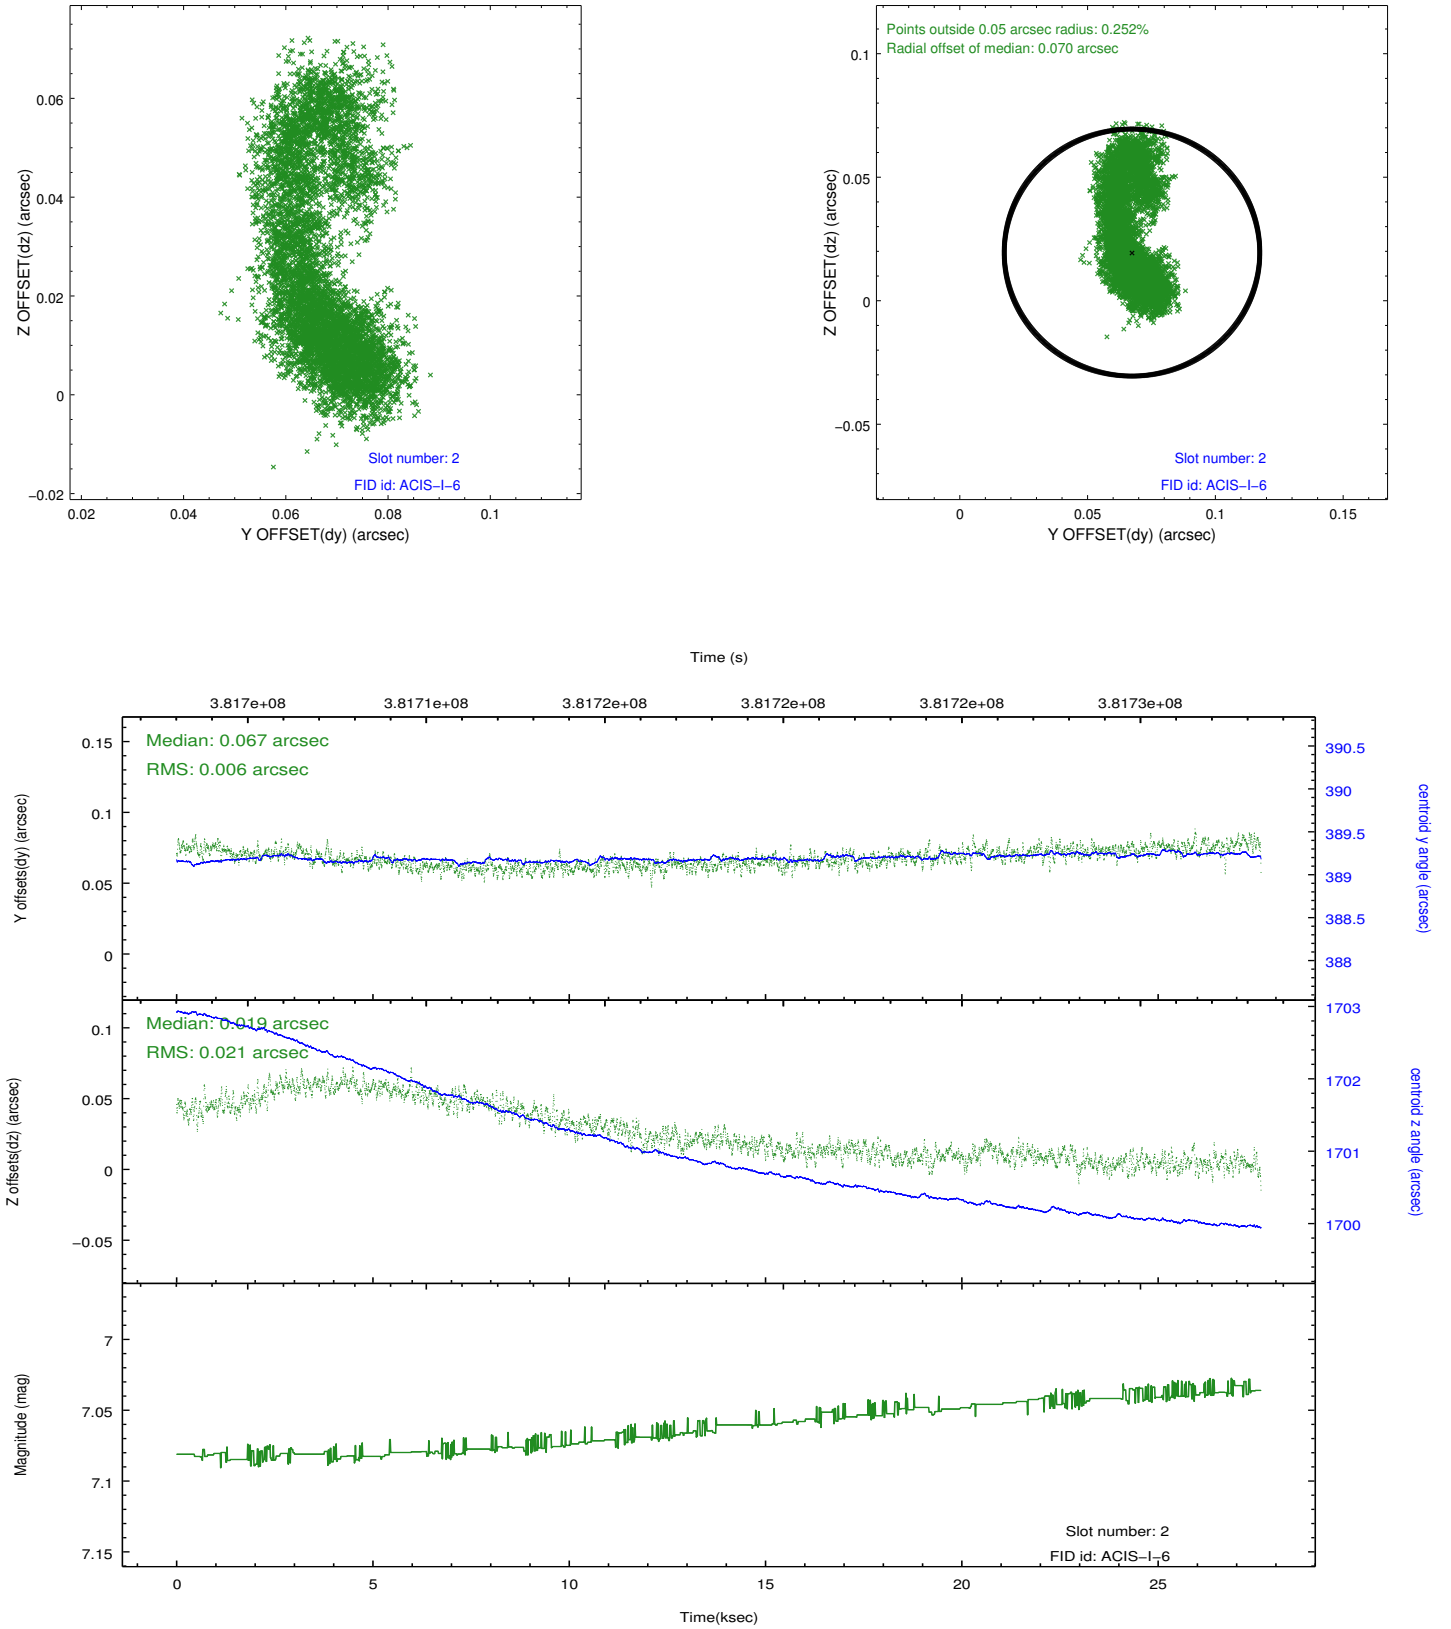 0.06
0.04
0.02
0
−0.02
0.02
0.04
0.06
0.08
0.1
Z OFFSET(dz) (arcsec)
Y OFFSET(dy) (arcsec)
Slot number: 2
FID id: ACIS−I−6
Points outside 0.05 arcsec radius: 0.252%
Radial offset of median: 0.070 arcsec
0.1
0.05
0
−0.05
0
0.05
0.1
0.15
Z OFFSET(dz) (arcsec)
Y OFFSET(dy) (arcsec)
Slot number: 2
FID id: ACIS−I−6
Time (s)
3.817e+08
3.8171e+08
3.8172e+08
3.8172e+08
3.8172e+08
3.8173e+08
Median: 0.067 arcsec
RMS: 0.006 arcsec
0.15
0.1
0.05
0
Y offsets(dy) (arcsec)
390.5
390
389.5
389
388.5
388
centroid y angle (arcsec)
Median: 0.019 arcsec
RMS: 0.021 arcsec
0.1
0.05
0
−0.05
Z offsets(dz) (arcsec)
1703
1702
1701
1700
centroid z angle (arcsec)
7
7.05
7.1
7.15
Magnitude (mag)
Slot number: 2
FID id: ACIS−I−6
0
5
10
15
20
25
Time(ksec)